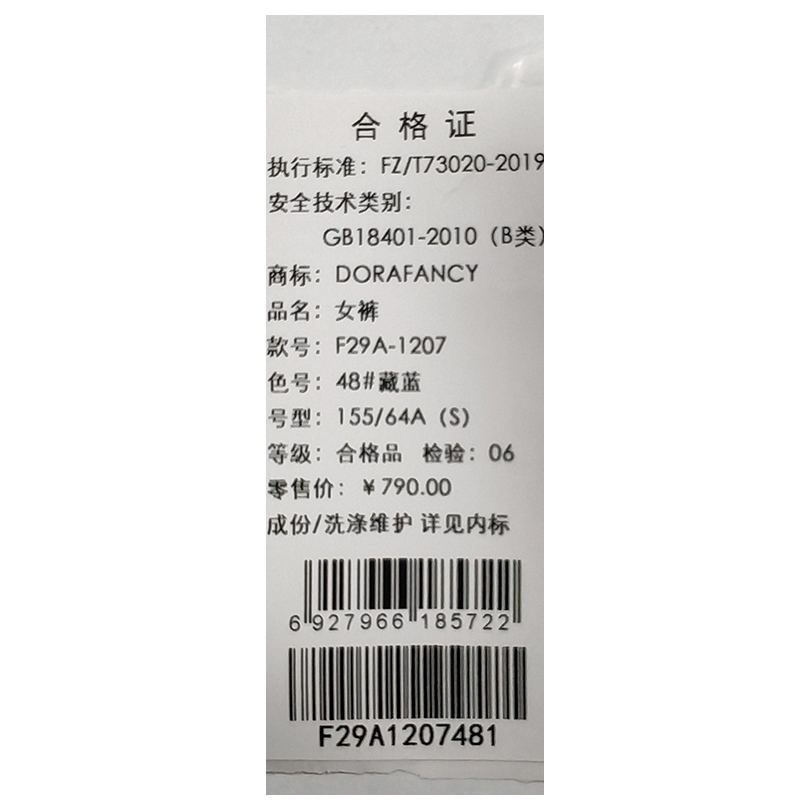 合格证
执行标准：FZ/T73020-2019
安全技术类别：
GB18401-2010（B类）
商标：DORAFANCY
品名：女裤
款号：F29A-1207
色号：48#藏蓝
号型：155/64A（S）
等级：合格品 检验：06
零售价：￥790.00
成份/洗涤维护 详见内标
6 927966 185722
F29A1207481